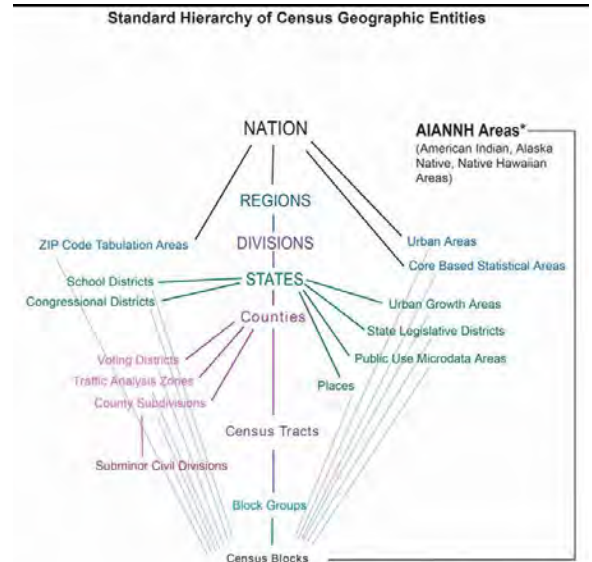 Standard Hierarchy of Census Geographic Entities
NATION
AIANNH Areas*
(American Indian, Alaska
Native, Native Hawaiian
Areas)
REGIONS
ZIP Code Tabulation Areas
DIVISIONS
Urban Areas
Core Based Statistical Areas
School Districts
STATES
Congressional Districts
Urban Growth Areas
Counties
State Legislative Districts
Voting Districts
Public Use Microdata Areas
Traffic Analysis Zones
Places
County Subdivisions
Census Tracts
Subminor Civil Divisions
Block Groups
Census Blocks